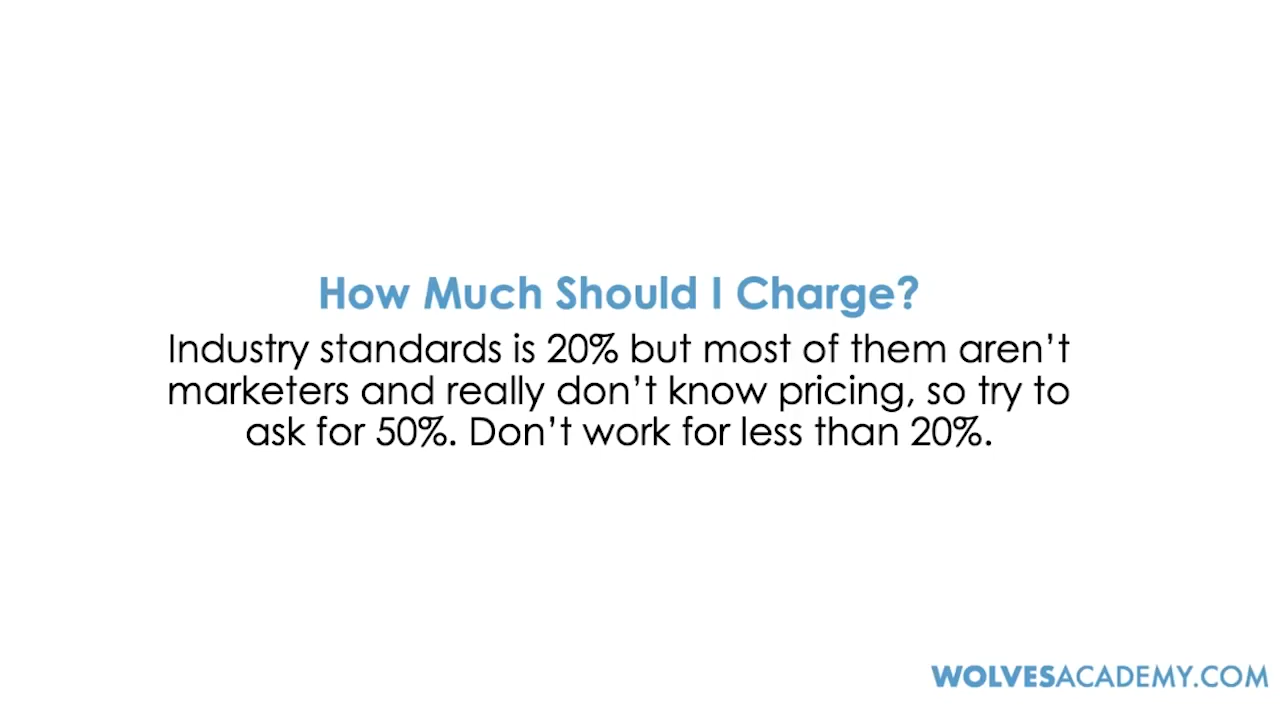 How Much Should I Charge?
Industry standards is 20% but most of them aren’t
marketers and really don’t know pricing, so try to
ask for 50%. Don’t work for less than 20%.
WOLVESACADEMY.COM